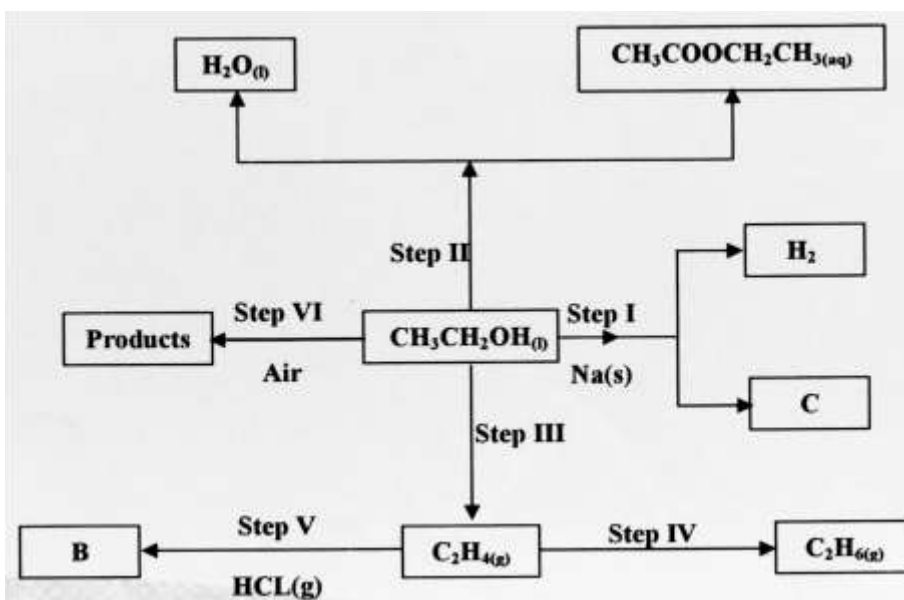 H₂O(l)
CH₃COOCH₂CH₃(aq)
Step II
H₂
Step VI
Step I
Products
CH₃CH₂OH(l)
Air
Na(s)
C
Step III
Step V
Step IV
B
C₂H₄(g)
C₂H₆(g)
HCL(g)